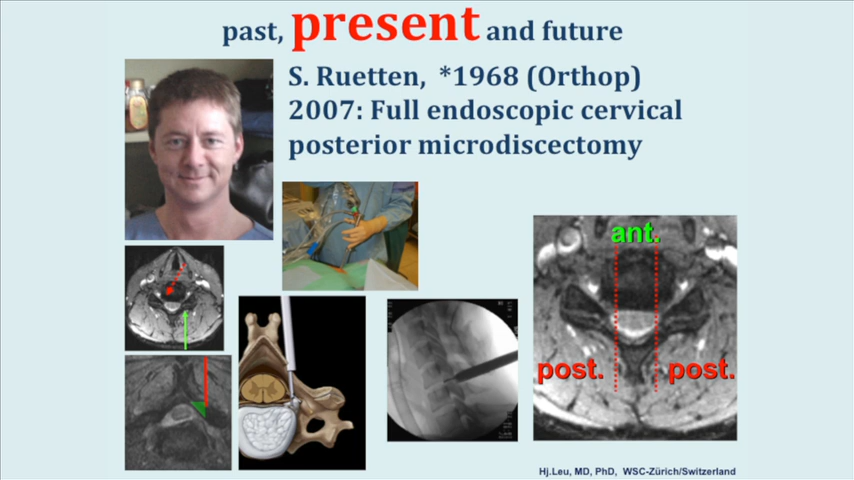 past, present and future
S. Ruetten, *1968 (Orthop)
2007: Full endoscopic cervical
posterior microdiscectomy
ant.
post. post.
Hj.Leu, MD, PhD, WSC-Zürich/Switzerland